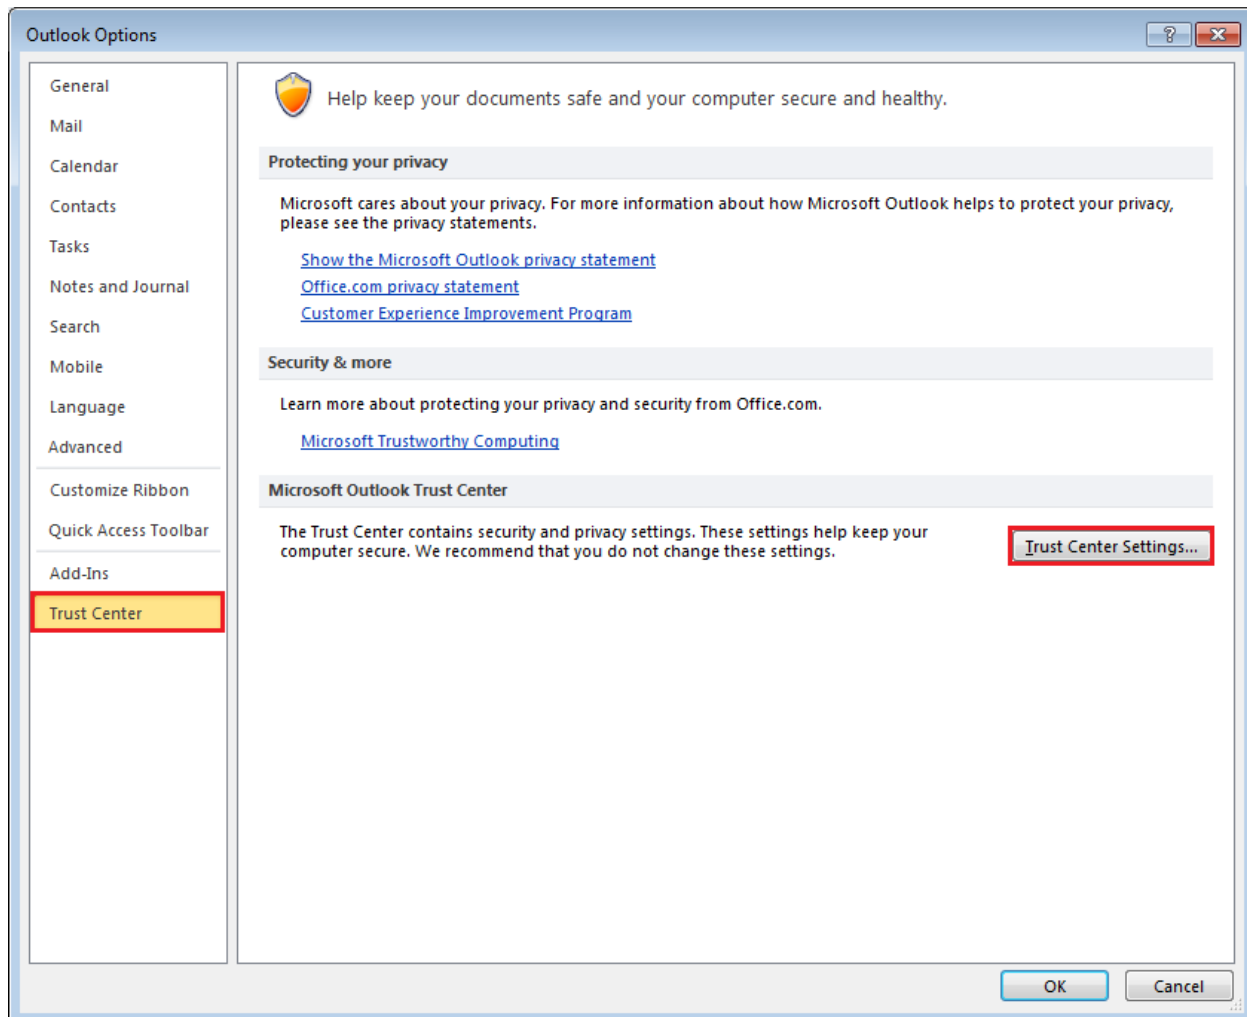 Outlook Options
General
Mail
Calendar
Contacts
Tasks
Notes and Journal
Search
Mobile
Language
Advanced
Customize Ribbon
Quick Access Toolbar
Add-Ins
Trust Center
Help keep your documents safe and your computer secure and healthy.
Protecting your privacy
Microsoft cares about your privacy. For more information about how Microsoft Outlook helps to protect your privacy,
please see the privacy statements.
Show the Microsoft Outlook privacy statement
Office.com privacy statement
Customer Experience Improvement Program
Security & more
Learn more about protecting your privacy and security from Office.com.
Microsoft Trustworthy Computing
Microsoft Outlook Trust Center
The Trust Center contains security and privacy settings. These settings help keep your
computer secure. We recommend that you do not change these settings.
Trust Center Settings...
OK
Cancel